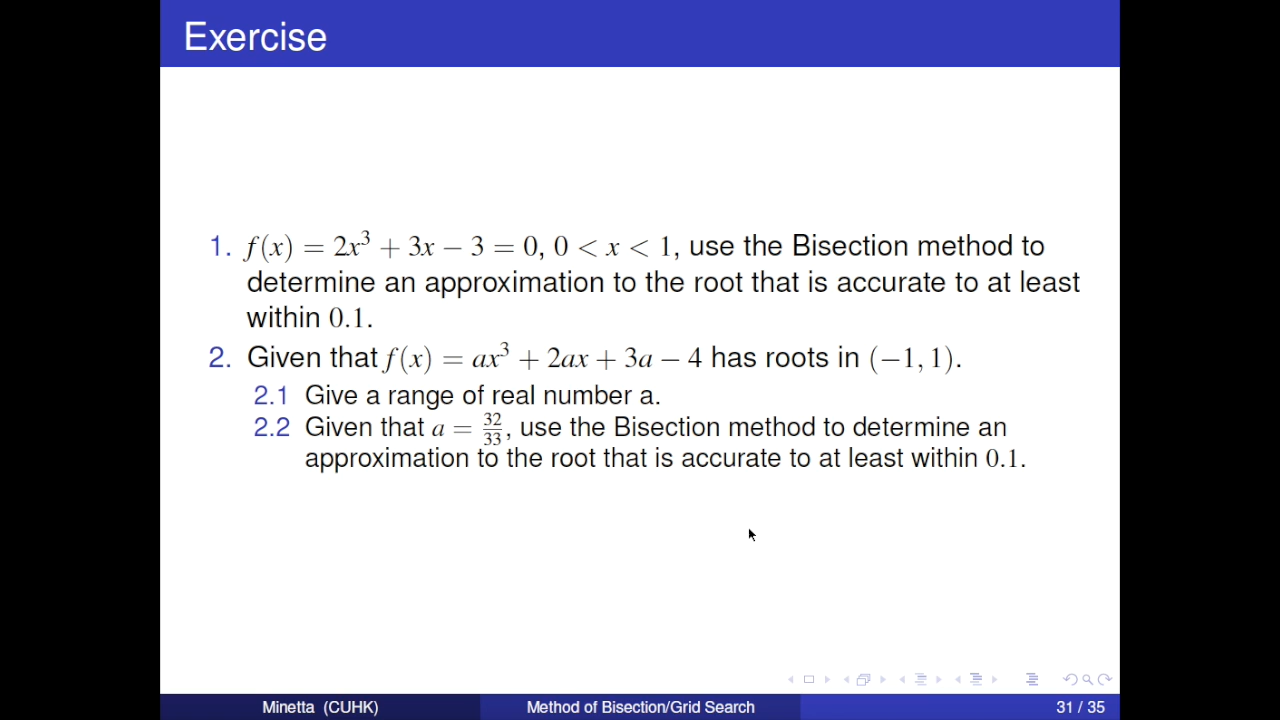 Exercise
1. f(x) = 2x³ + 3x − 3 = 0, 0 < x < 1, use the Bisection method to
determine an approximation to the root that is accurate to at least
within 0.1.
2. Given that f(x) = ax³ + 2ax + 3a − 4 has roots in (−1, 1).
2.1 Give a range of real number a.
2.2 Given that a = 32/33, use the Bisection method to determine an
approximation to the root that is accurate to at least within 0.1.
Minetta (CUHK) Method of Bisection/Grid Search 31 / 35